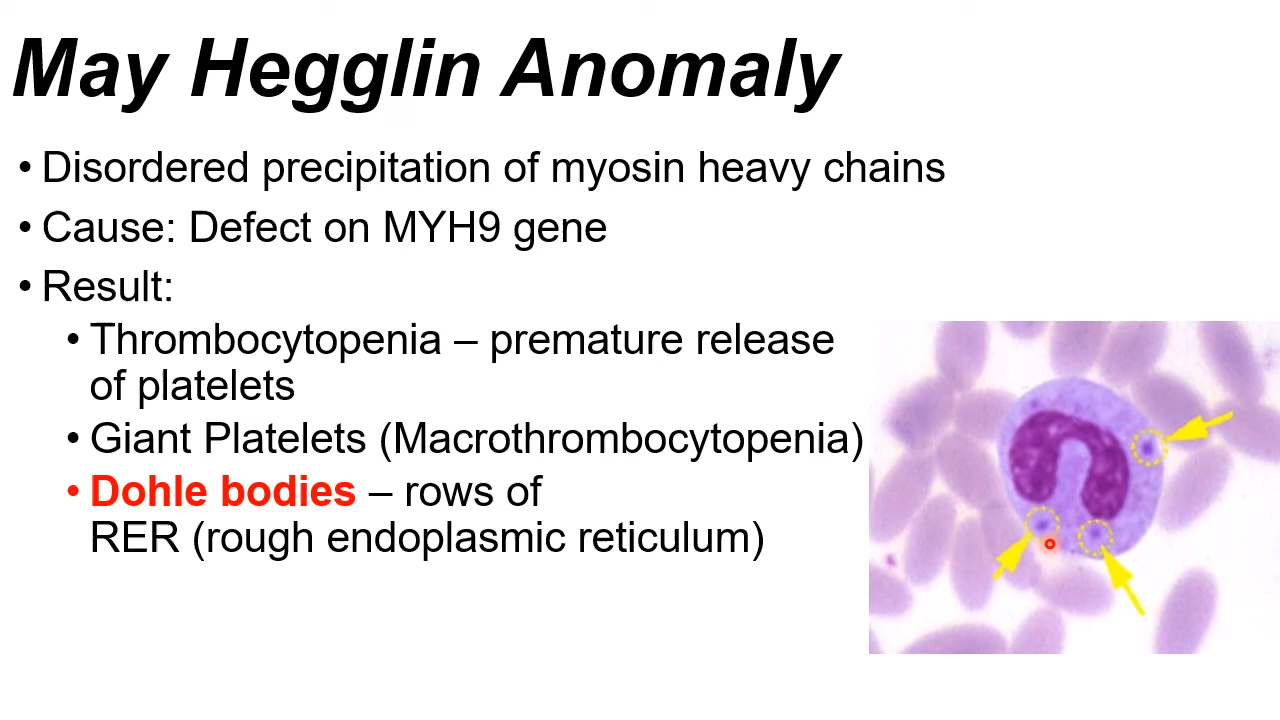 May Hegglin Anomaly
• Disordered precipitation of myosin heavy chains
• Cause: Defect on MYH9 gene
• Result:
• Thrombocytopenia – premature release
of platelets
• Giant Platelets (Macrothrombocytopenia)
• Dohle bodies – rows of
RER (rough endoplasmic reticulum)